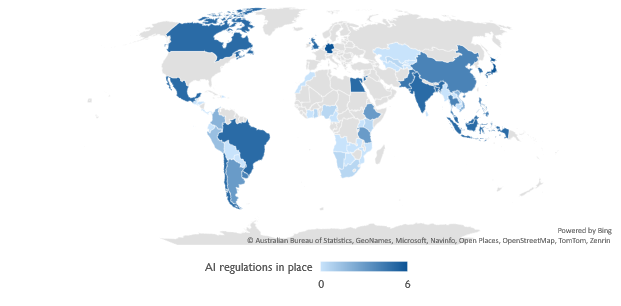 Powered by Bing
© Australian Bureau of Statistics, GeoNames, Microsoft, Navinfo, Open Places, OpenStreetMap, TomTom, Zenrin
AI regulations in place
0 6